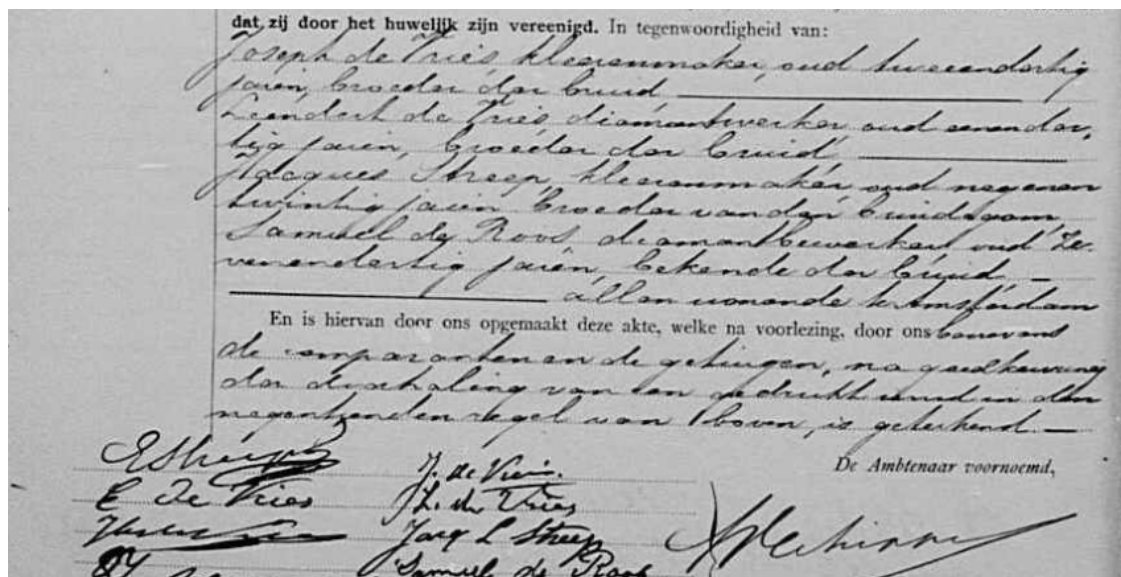 dat zij door het huwelijk zijn vereenigd. In tegenwoordigheid van:
Joseph de Vries, kleermaker, oud tweeendertig
jaren, broeder der bruid
Leendert de Vries diamantwerker oud eenender-
tig jaren, broeder der bruid,
Jacques Streep, kleermaker oud negenen
twintig jaren broeder van den bruidegom
Samuel de Roos, diamantbewerker oud ze-
venendertig jaren, bekende der bruid —
allen wonende te Amsterdam
En is hiervan door ons opgemaakt deze akte, welke na voorlezing, door ons benevens
de comparanten en de getuigen, na goedkeuring
der doorhaling van een gedrukt woord in den
negentienden regel van boven, is geteekend. —
De Ambtenaar voornoemd,
E Streep
E de Vries
J. de Vries.
L. de Vries
Jacq L Streep
Samuel de Roos